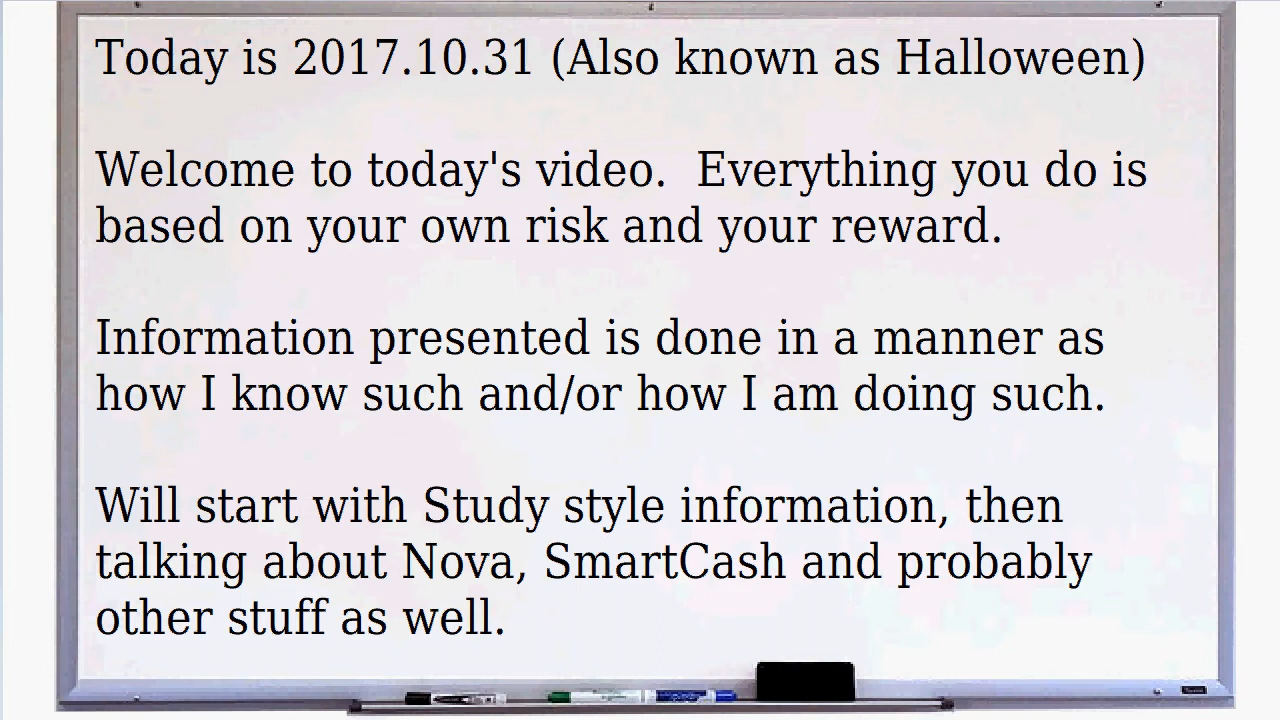 Today is 2017.10.31 (Also known as Halloween)
Welcome to today's video.  Everything you do is
based on your own risk and your reward.
Information presented is done in a manner as
how I know such and/or how I am doing such.
Will start with Study style information, then
talking about Nova, SmartCash and probably
other stuff as well.